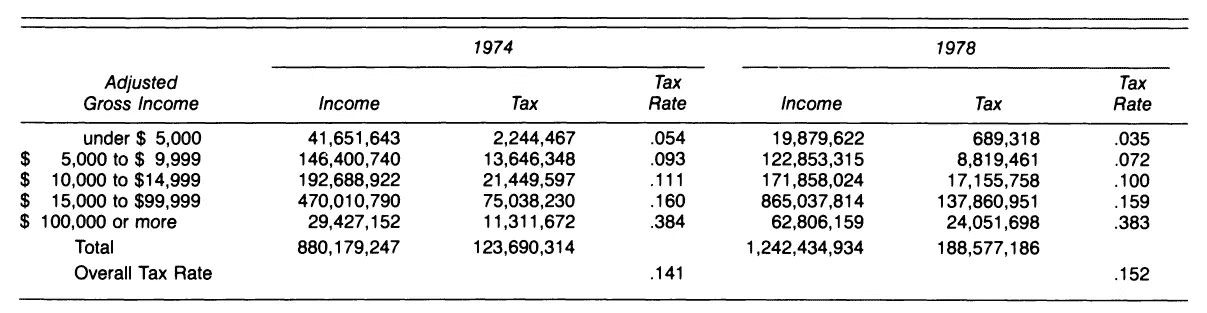 1974 1978
Adjusted Tax Tax
Gross Income Income Tax Rate Income Tax Rate
under $ 5,000 41,651,643 2,244,467 .054 19,879,622 689,318 .035
$ 5,000 to $ 9,999 146,400,740 13,646,348 .093 122,853,315 8,819,461 .072
$ 10,000 to $14,999 192,688,922 21,449,597 .111 171,858,024 17,155,758 .100
$ 15,000 to $99,999 470,010,790 75,038,230 .160 865,037,814 137,860,951 .159
$ 100,000 or more 29,427,152 11,311,672 .384 62,806,159 24,051,698 .383
Total 880,179,247 123,690,314 1,242,434,934 188,577,186
Overall Tax Rate .141 .152